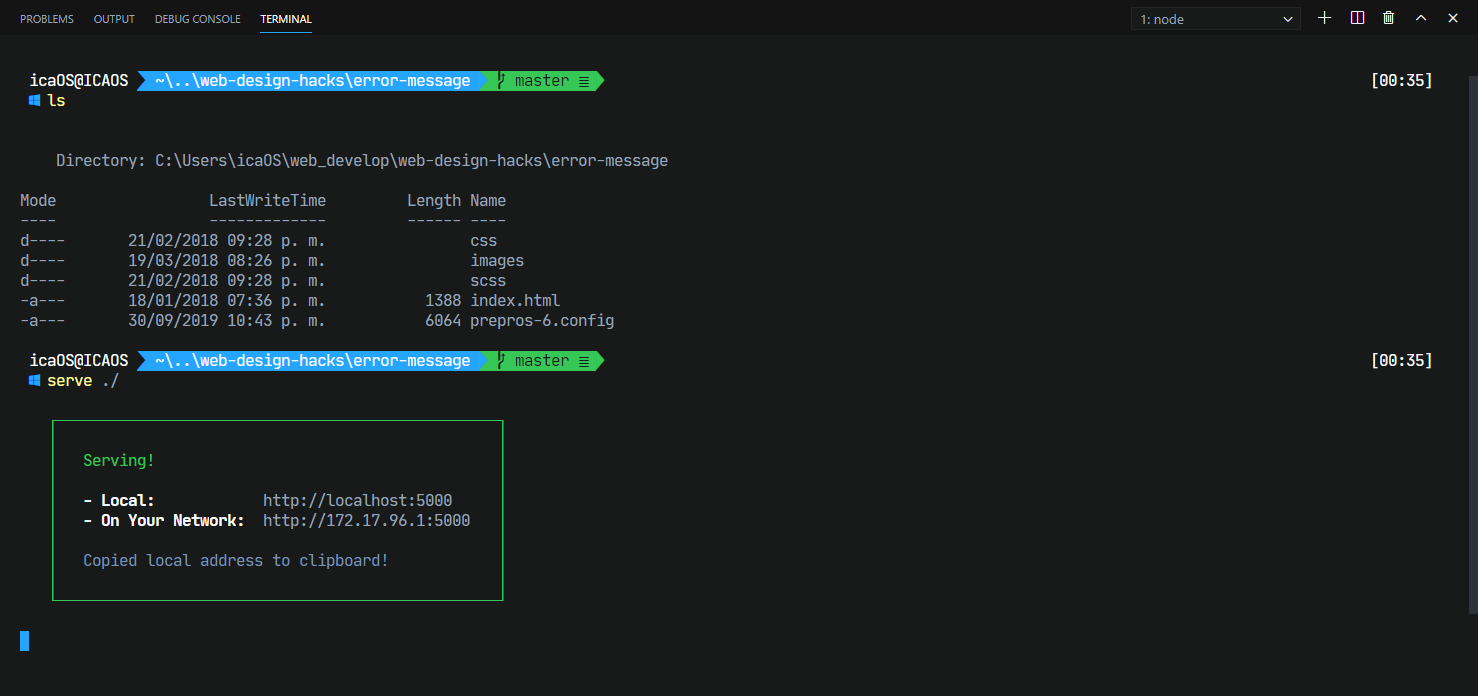 PROBLEMS OUTPUT DEBUG CONSOLE TERMINAL 1: node
icaOS@ICAOS ~\..\web-design-hacks\error-message master ≡ [00:35]
ls
Directory: C:\Users\icaOS\web_develop\web-design-hacks\error-message
Mode LastWriteTime Length Name
---- ------------- ------ ----
d---- 21/02/2018 09:28 p. m. css
d---- 19/03/2018 08:26 p. m. images
d---- 21/02/2018 09:28 p. m. scss
-a--- 18/01/2018 07:36 p. m. 1388 index.html
-a--- 30/09/2019 10:43 p. m. 6064 prepros-6.config
icaOS@ICAOS ~\..\web-design-hacks\error-message master ≡ [00:35]
serve ./
Serving!
- Local: http://localhost:5000
- On Your Network: http://172.17.96.1:5000
Copied local address to clipboard!